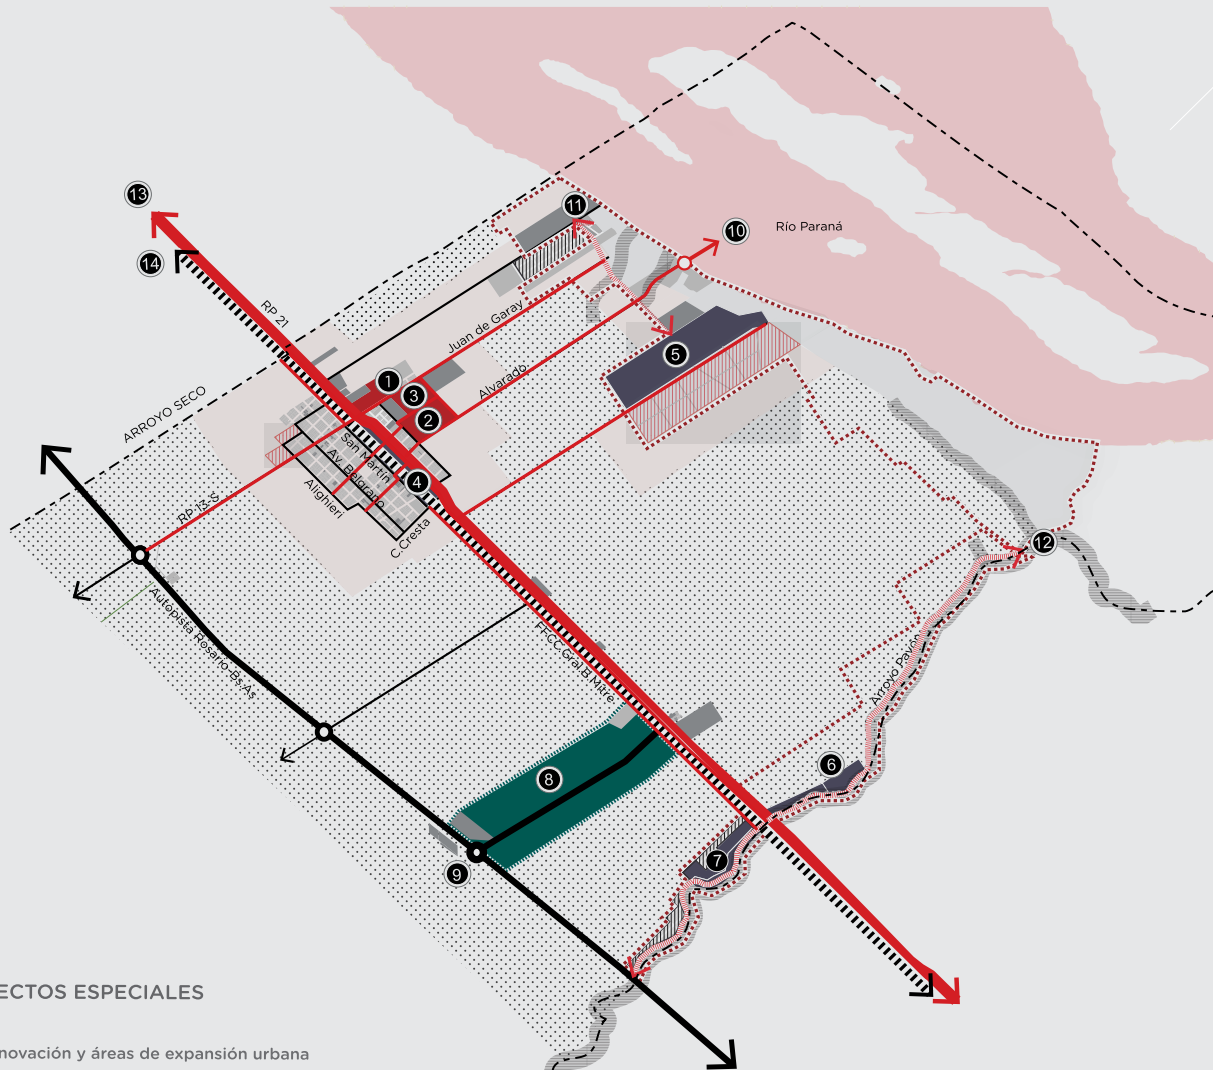 13
11
10
Río Paraná
14
RP 21
Juan de Garay
5
1
3
Alvarado
2
ARROYO SECO
San Martín
Av. Belgrano
4
Alighieri
RP 13-S
C.Cresta
12
Autopista Rosario-Bs.As
FFCC.Gral.B.Mitre
Arroyo Pavón
6
8
7
9
ECTOS ESPECIALES
novación y áreas de expansión urbana